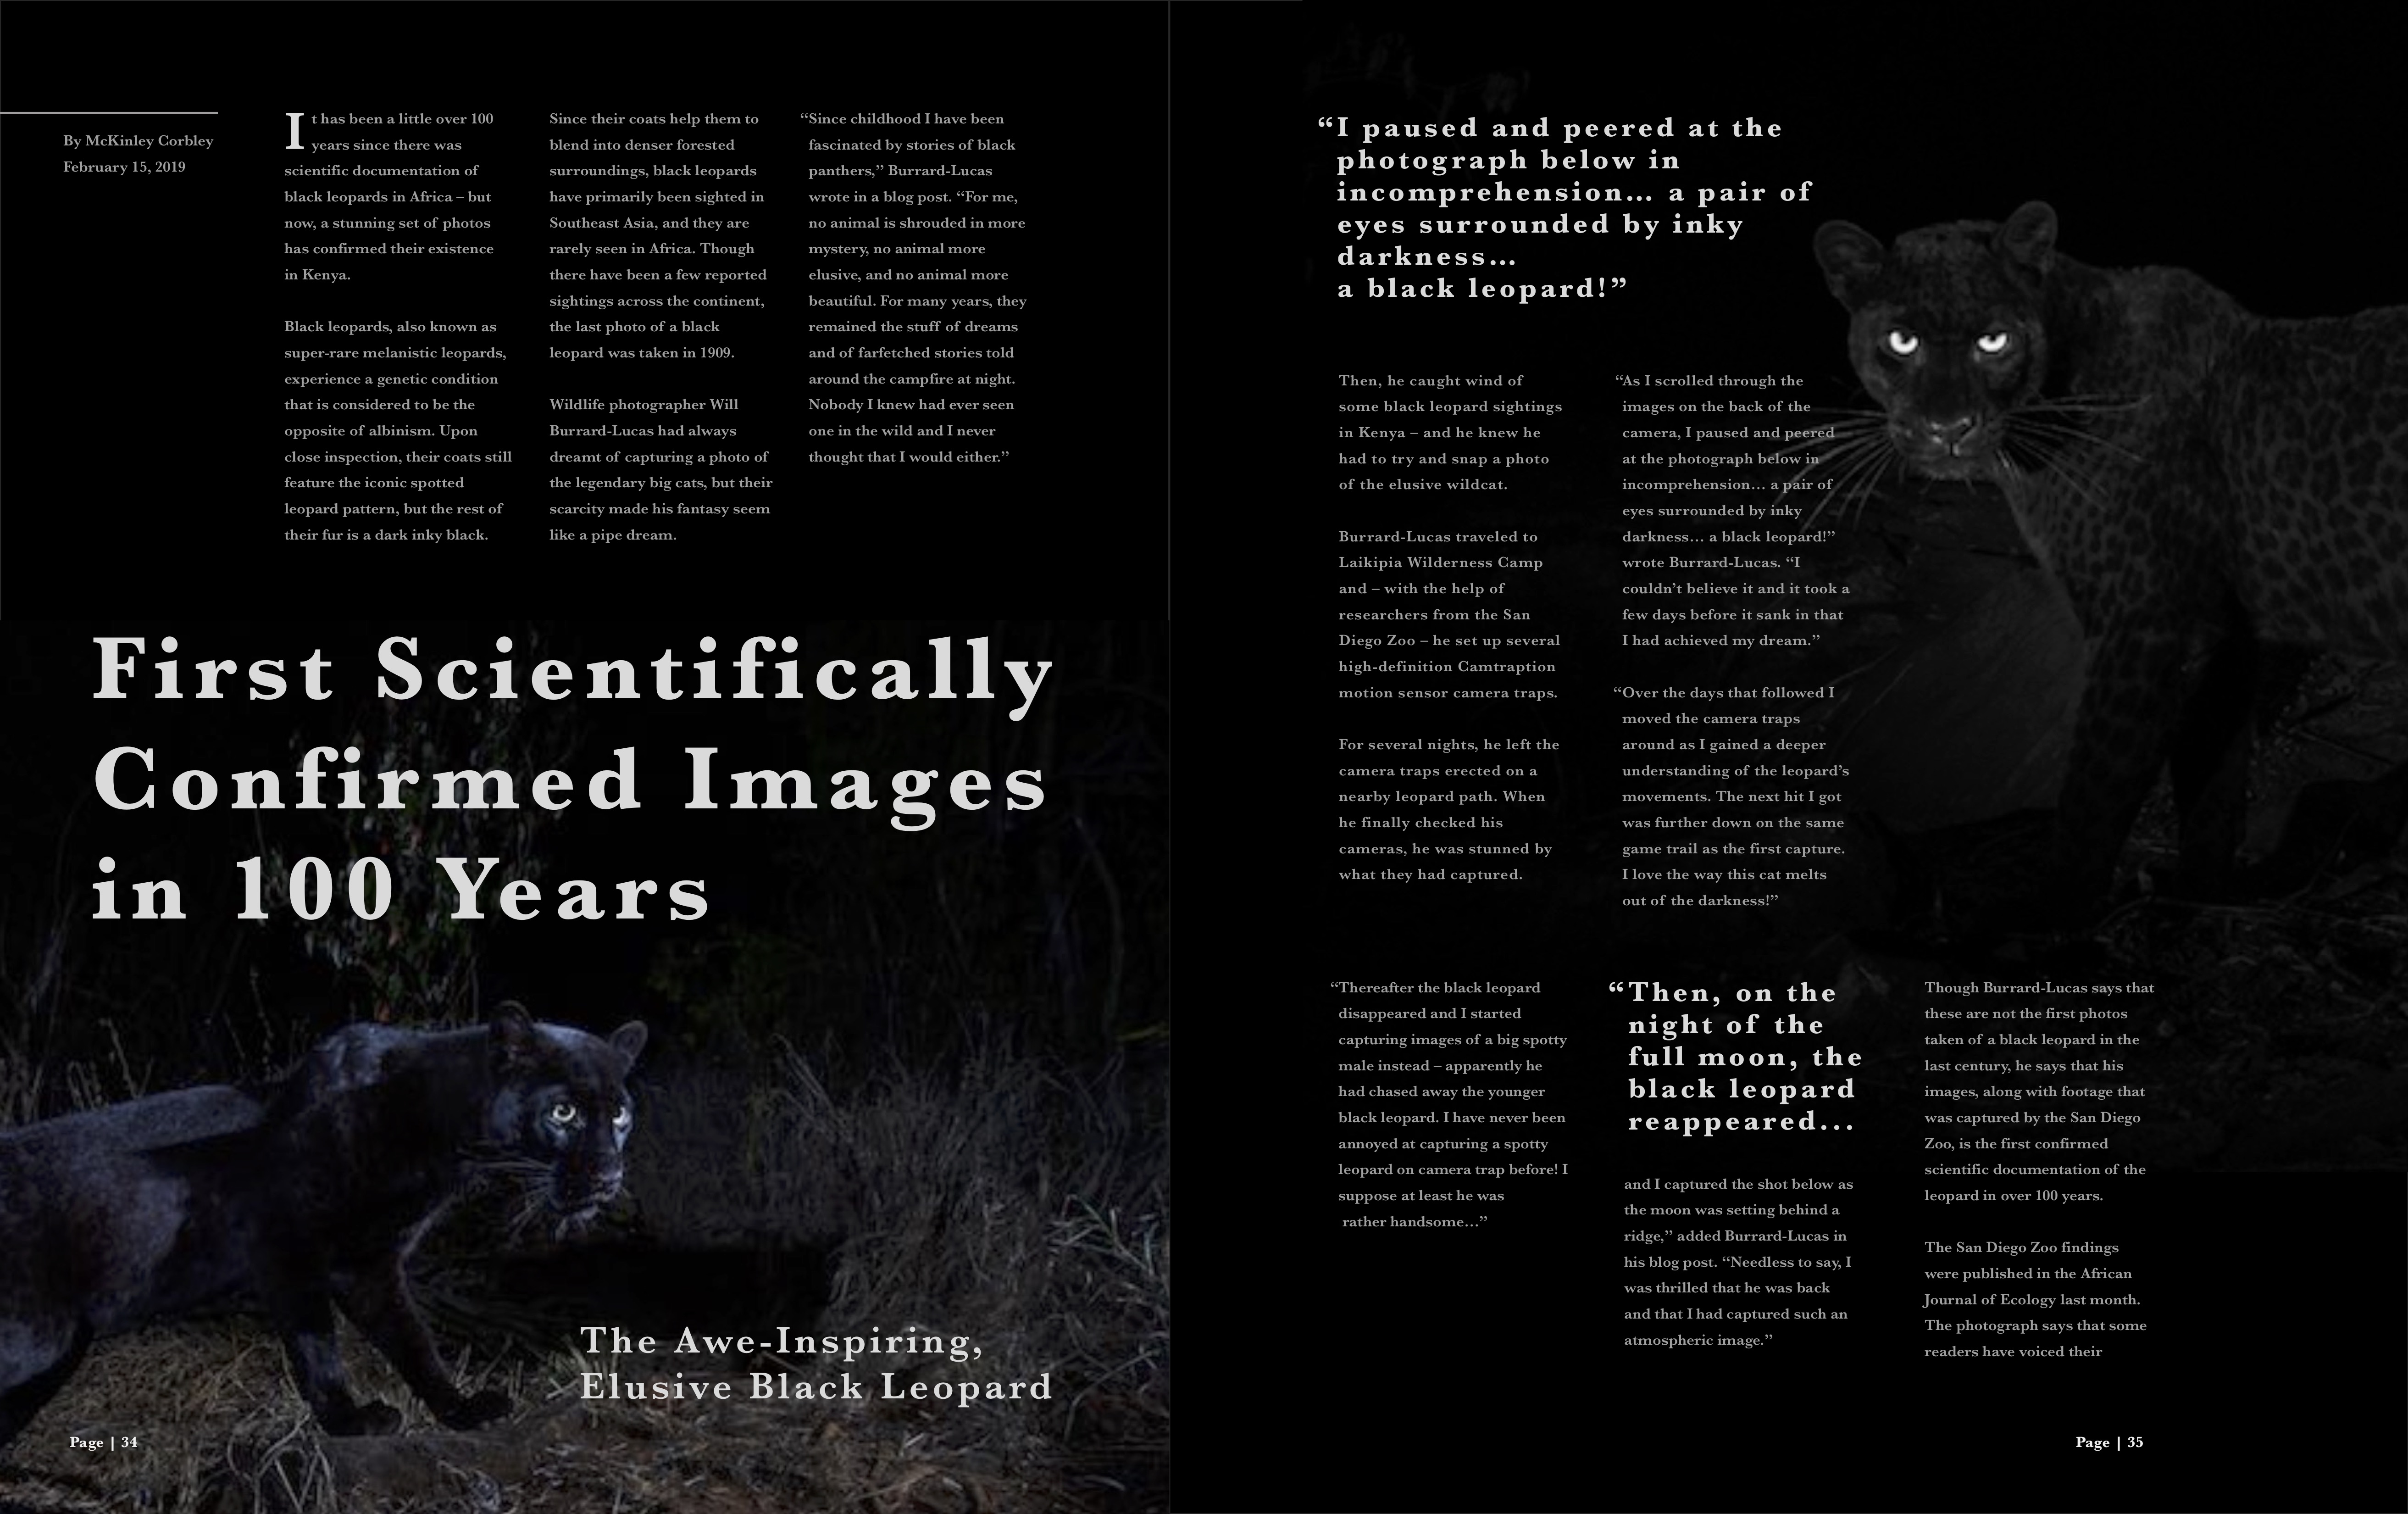 By McKinley Corbley
February 15, 2019
It has been a little over 100
years since there was
scientific documentation of
black leopards in Africa – but
now, a stunning set of photos
has confirmed their existence
in Kenya.
Black leopards, also known as
super-rare melanistic leopards,
experience a genetic condition
that is considered to be the
opposite of albinism. Upon
close inspection, their coats still
feature the iconic spotted
leopard pattern, but the rest of
their fur is a dark inky black.
Since their coats help them to
blend into denser forested
surroundings, black leopards
have primarily been sighted in
Southeast Asia, and they are
rarely seen in Africa. Though
there have been a few reported
sightings across the continent,
the last photo of a black
leopard was taken in 1909.
Wildlife photographer Will
Burrard-Lucas had always
dreamt of capturing a photo of
the legendary big cats, but their
scarcity made his fantasy seem
like a pipe dream.
“Since childhood I have been
fascinated by stories of black
panthers,” Burrard-Lucas
wrote in a blog post. “For me,
no animal is shrouded in more
mystery, no animal more
elusive, and no animal more
beautiful. For many years, they
remained the stuff of dreams
and of farfetched stories told
around the campfire at night.
Nobody I knew had ever seen
one in the wild and I never
thought that I would either.”
First Scientifically
Confirmed Images
in 100 Years
The Awe-Inspiring,
Elusive Black Leopard
Page | 34
“I paused and peered at the
photograph below in
incomprehension… a pair of
eyes surrounded by inky
darkness…
a black leopard!”
Then, he caught wind of
some black leopard sightings
in Kenya – and he knew he
had to try and snap a photo
of the elusive wildcat.
Burrard-Lucas traveled to
Laikipia Wilderness Camp
and – with the help of
researchers from the San
Diego Zoo – he set up several
high-definition Camtraption
motion sensor camera traps.
For several nights, he left the
camera traps erected on a
nearby leopard path. When
he finally checked his
cameras, he was stunned by
what they had captured.
“As I scrolled through the
images on the back of the
camera, I paused and peered
at the photograph below in
incomprehension… a pair of
eyes surrounded by inky
darkness… a black leopard!”
wrote Burrard-Lucas. “I
couldn’t believe it and it took a
few days before it sank in that
I had achieved my dream.”
“Over the days that followed I
moved the camera traps
around as I gained a deeper
understanding of the leopard’s
movements. The next hit I got
was further down on the same
game trail as the first capture.
I love the way this cat melts
out of the darkness!”
“Thereafter the black leopard
disappeared and I started
capturing images of a big spotty
male instead – apparently he
had chased away the younger
black leopard. I have never been
annoyed at capturing a spotty
leopard on camera trap before! I
suppose at least he was
rather handsome…”
“Then, on the
night of the
full moon, the
black leopard
reappeared...
and I captured the shot below as
the moon was setting behind a
ridge,” added Burrard-Lucas in
his blog post. “Needless to say, I
was thrilled that he was back
and that I had captured such an
atmospheric image.”
Though Burrard-Lucas says that
these are not the first photos
taken of a black leopard in the
last century, he says that his
images, along with footage that
was captured by the San Diego
Zoo, is the first confirmed
scientific documentation of the
leopard in over 100 years.
The San Diego Zoo findings
were published in the African
Journal of Ecology last month.
The photograph says that some
readers have voiced their
Page | 35